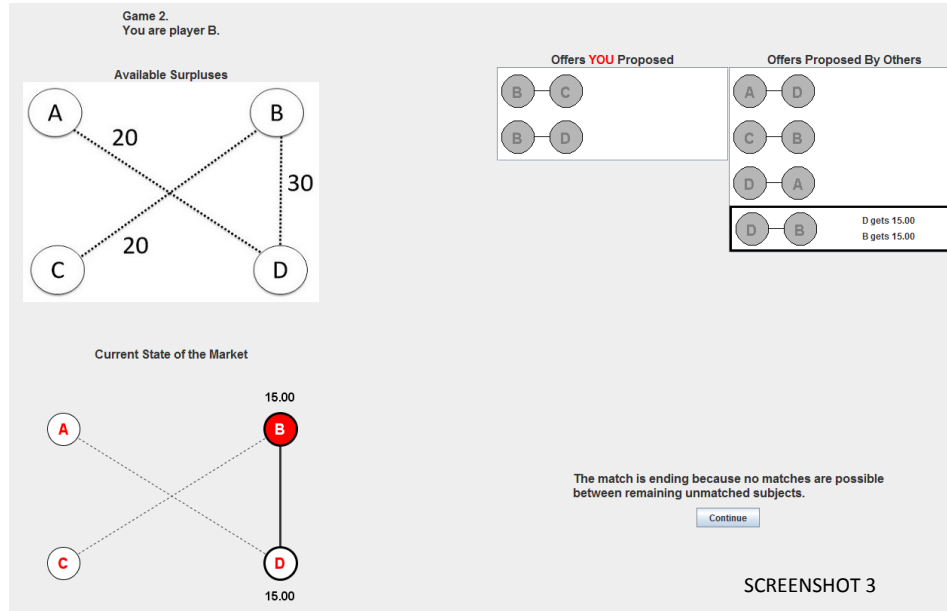 Game 2.
You are player B.
Available Surpluses
A
B
20
30
20
C
D
Offers YOU Proposed
B C
B D
Offers Proposed By Others
A D
C B
D A
D B
D gets 15.00
B gets 15.00
Current State of the Market
15.00
A
B
C
D
15.00
The match is ending because no matches are possible
between remaining unmatched subjects.
Continue
SCREENSHOT 3